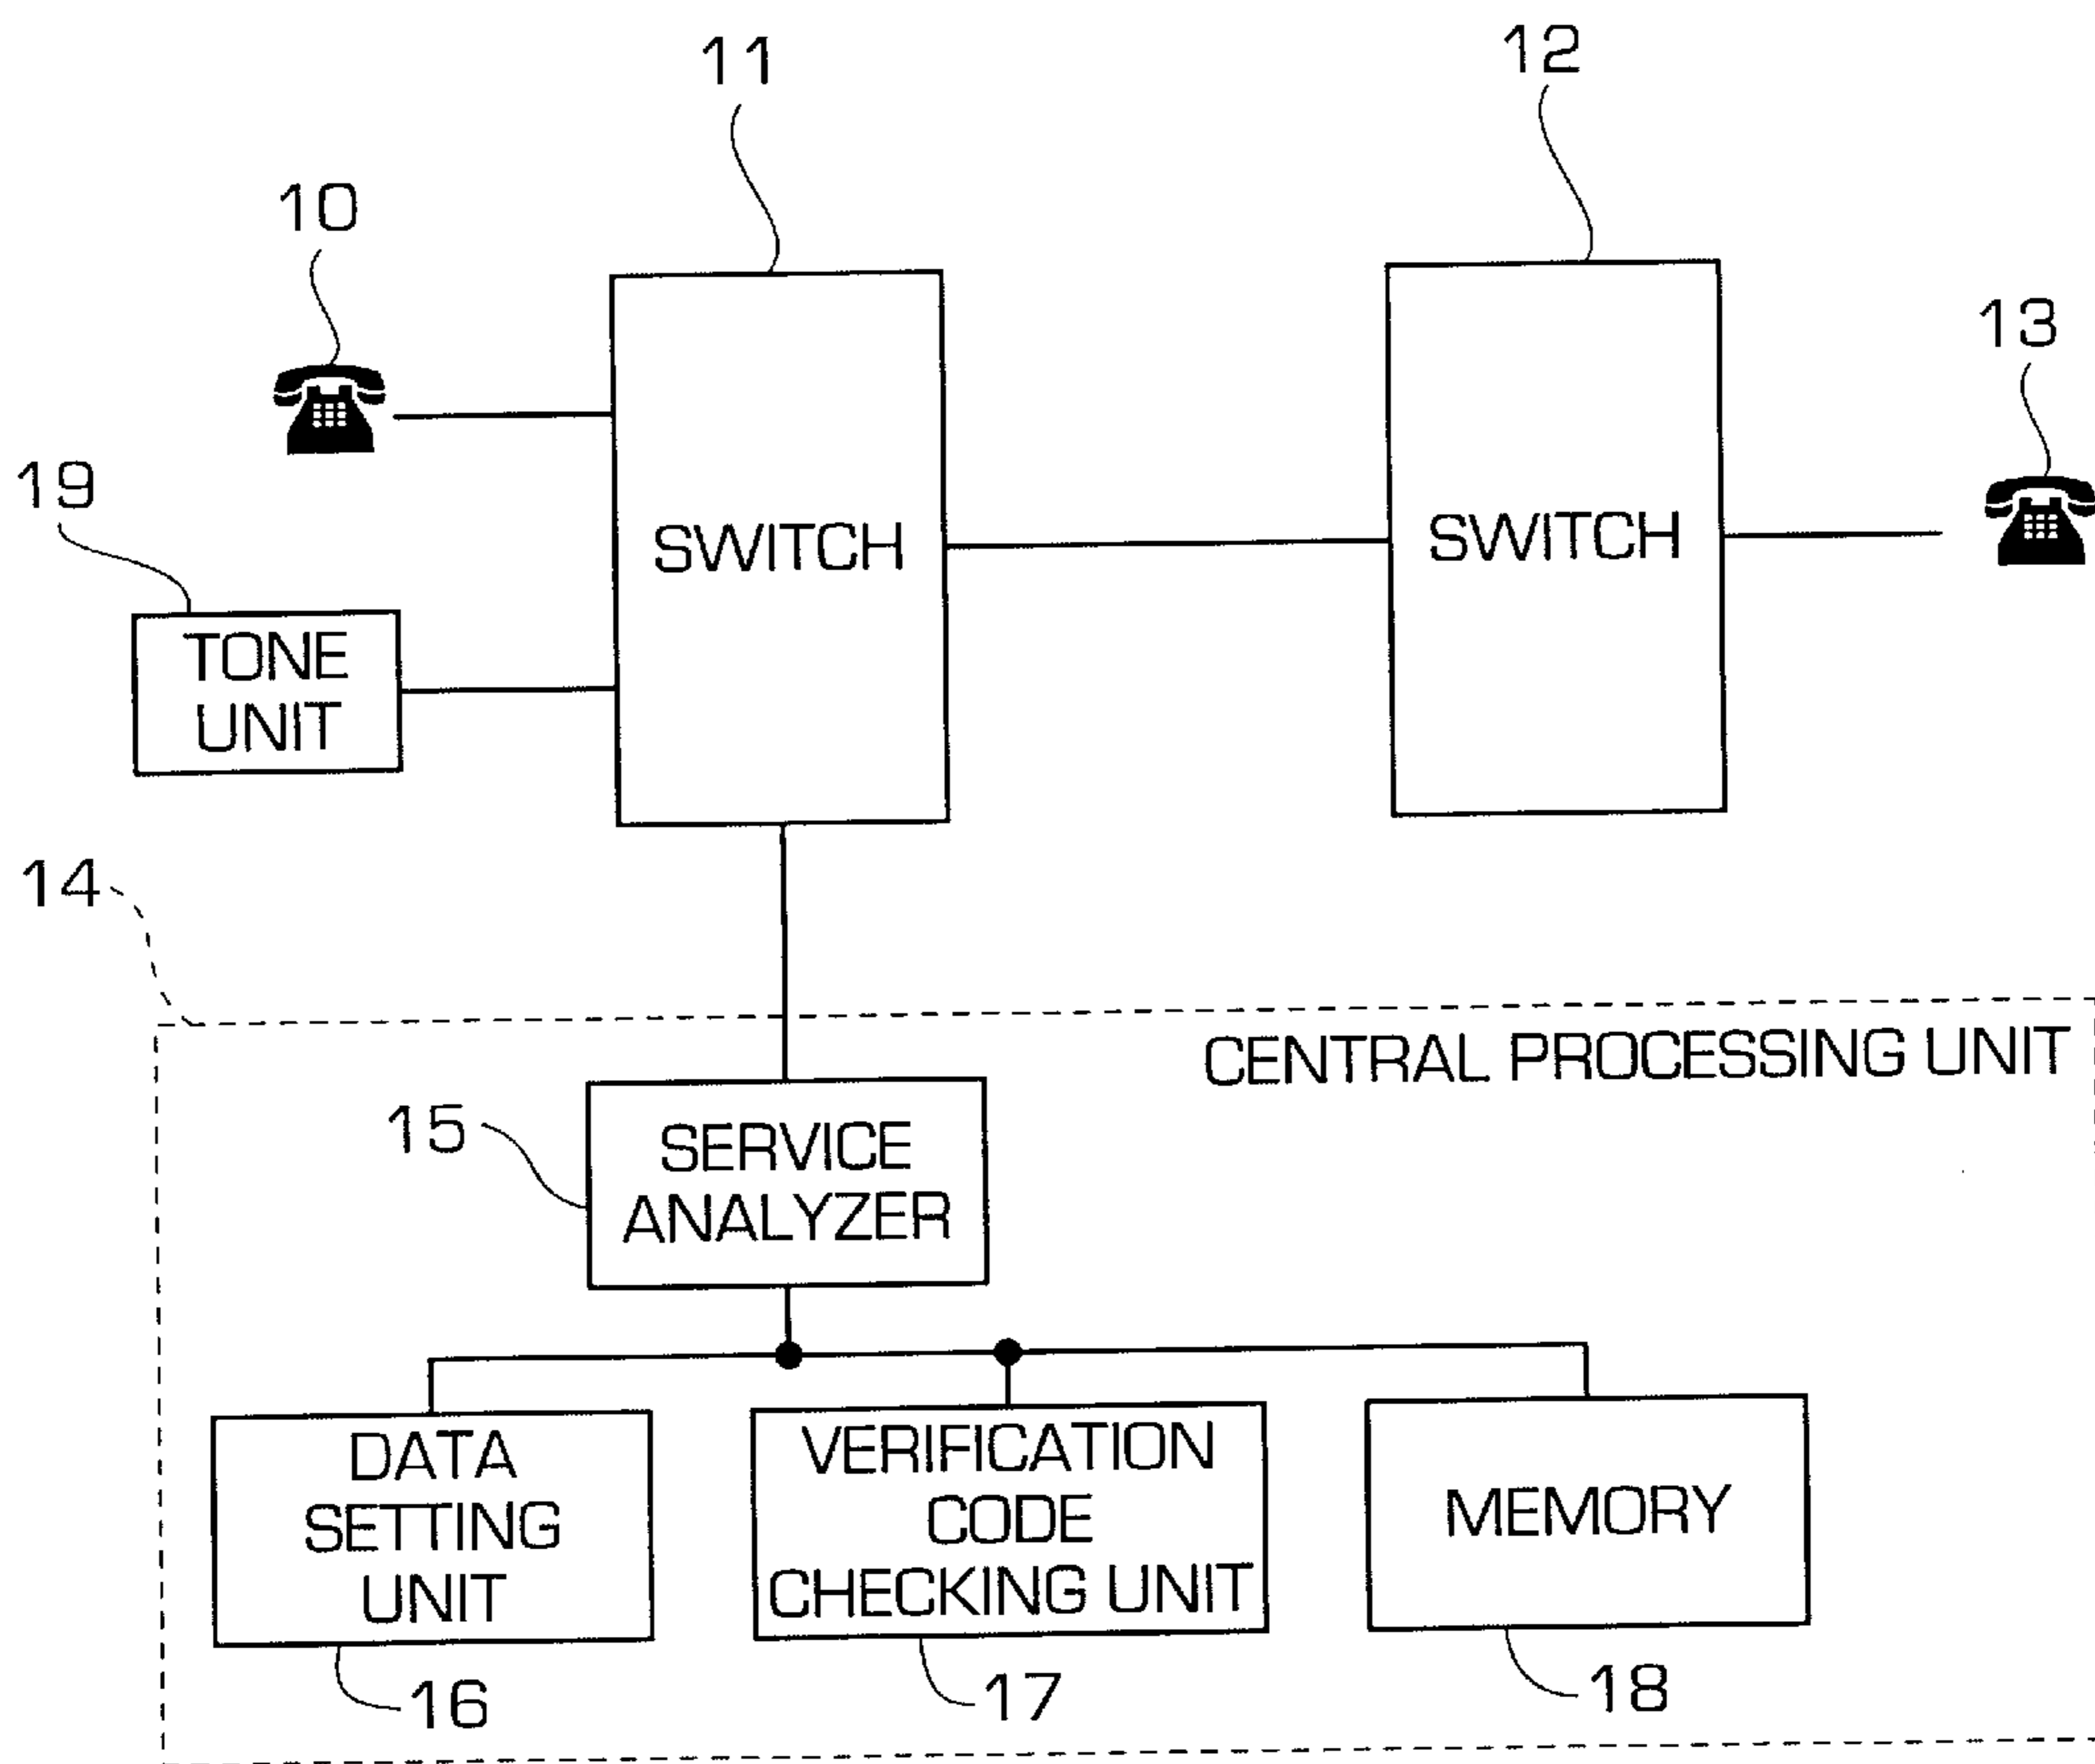 11
12
10
13
19
SWITCH
SWITCH
TONE
UNIT
14
CENTRAL PROCESSING UNIT
15
SERVICE
ANALYZER
DATA
SETTING
UNIT
VERIFICATION
CODE
CHECKING UNIT
MEMORY
16
17
18